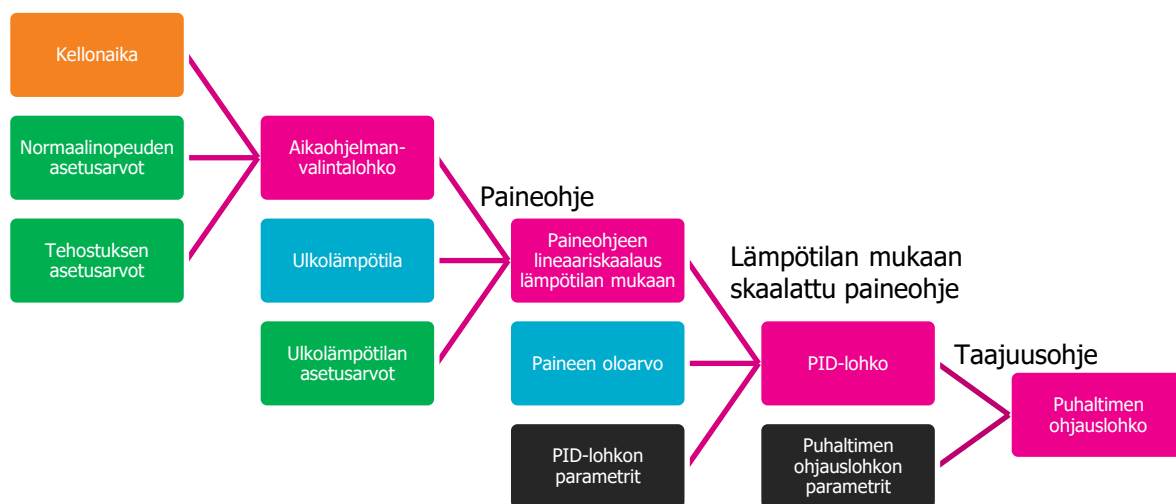 Kellonaika
Normaalinopeuden
asetusarvot
Tehostuksen
asetusarvot
Aikaohjelman-
valintalohko
Ulkolämpötila
Ulkolämpötilan
asetusarvot
Paineohje
Paineohjeen
lineaariskaalaus
lämpötilan mukaan
Paineen oloarvo
PID-lohkon
parametrit
Lämpötilan mukaan
skaalattu paineohje
PID-lohko
Puhaltimen
ohjauslohkon
parametrit
Taajuusohje
Puhaltimen
ohjauslohko